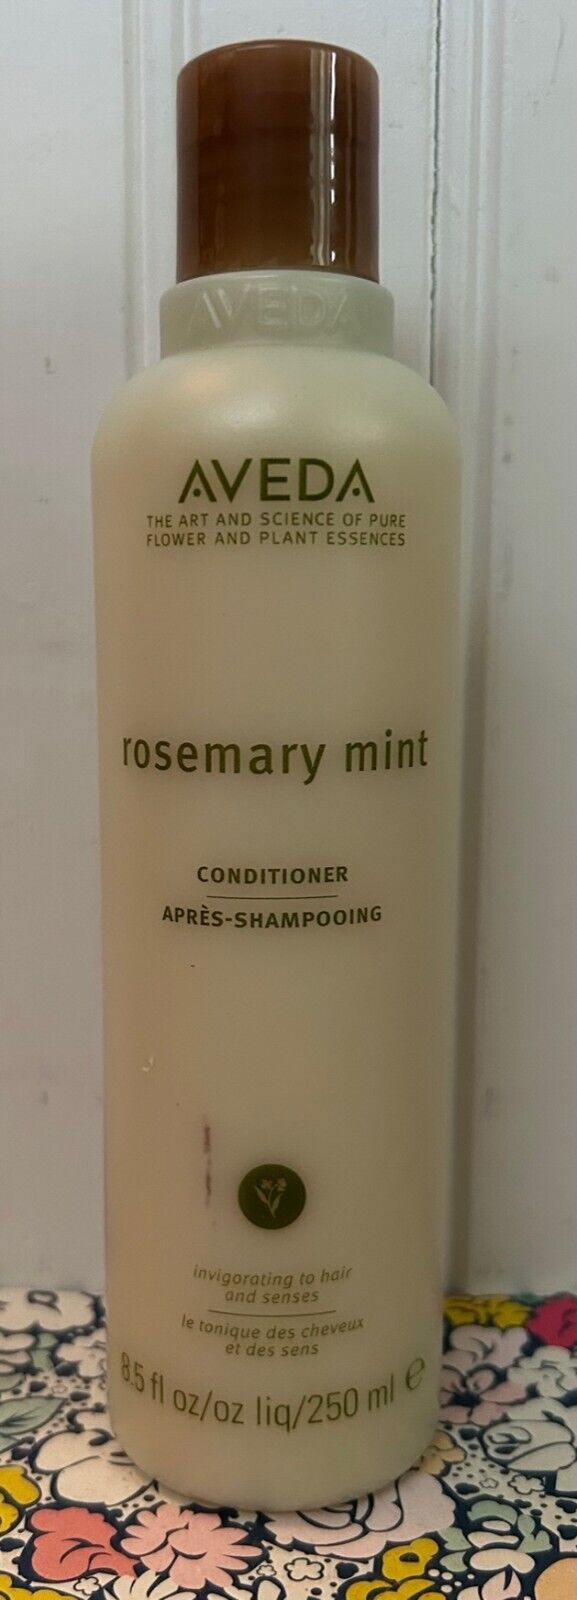 AVEDA
AVEDA
THE ART AND SCIENCE OF PURE
FLOWER AND PLANT ESSENCES
rosemary mint
CONDITIONER
APRÈS-SHAMPOOING
invigorating to hair
and senses
le tonique des cheveux
et des sens
8.5 fl oz/oz liq/250 ml ℮